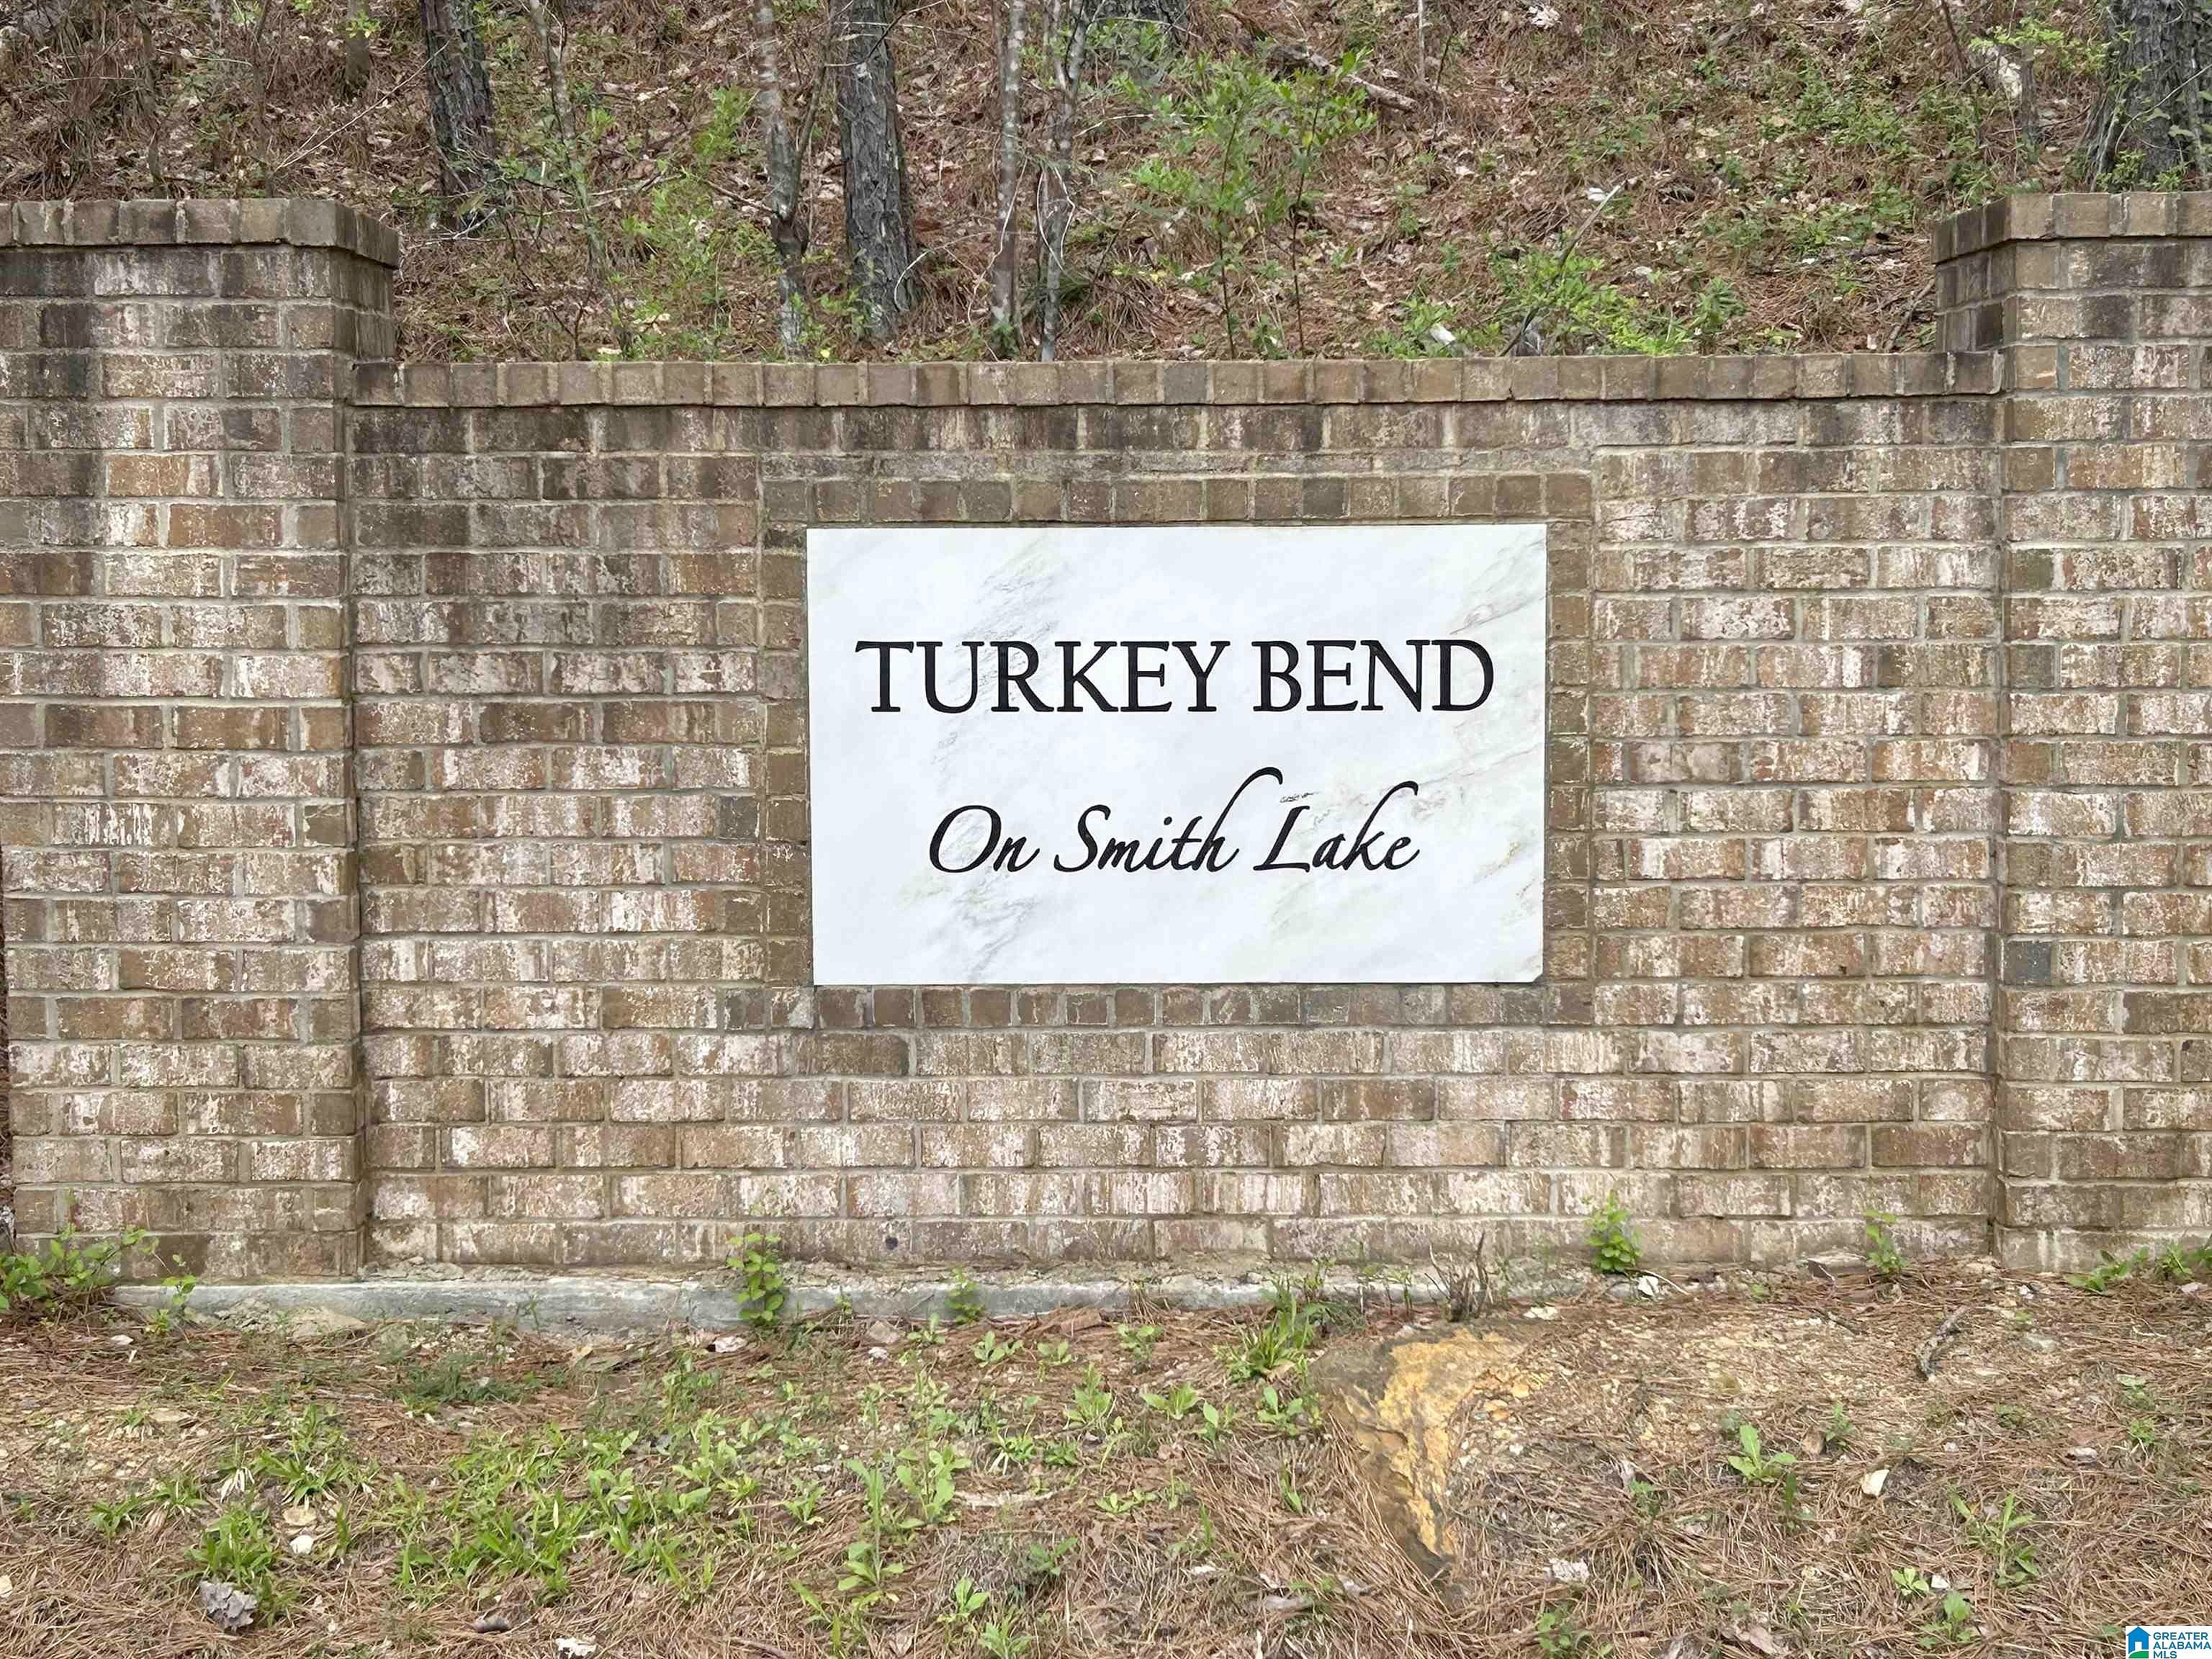 TURKEY BEND
On Smith Lake
GREATER
ALABAMA
MLS